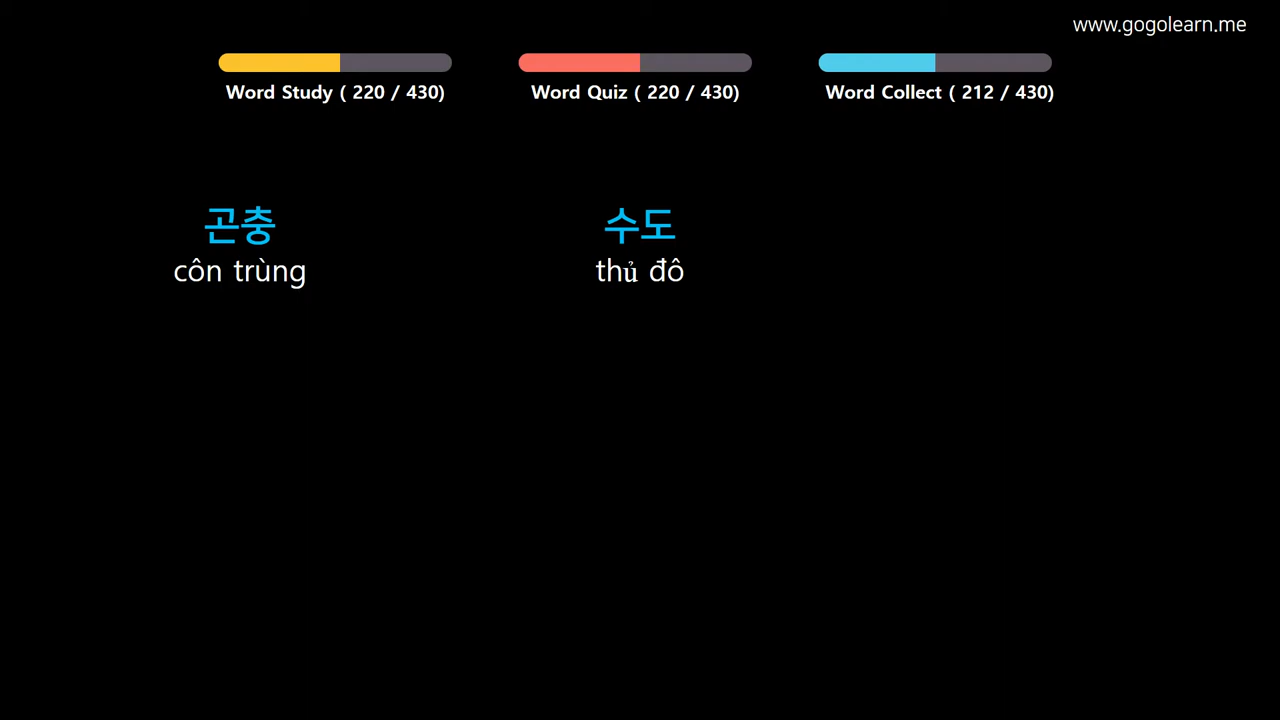 www.gogolearn.me
Word Study ( 220 / 430)
Word Quiz ( 220 / 430)
Word Collect ( 212 / 430)
곤충
côn trùng
수도
thủ đô